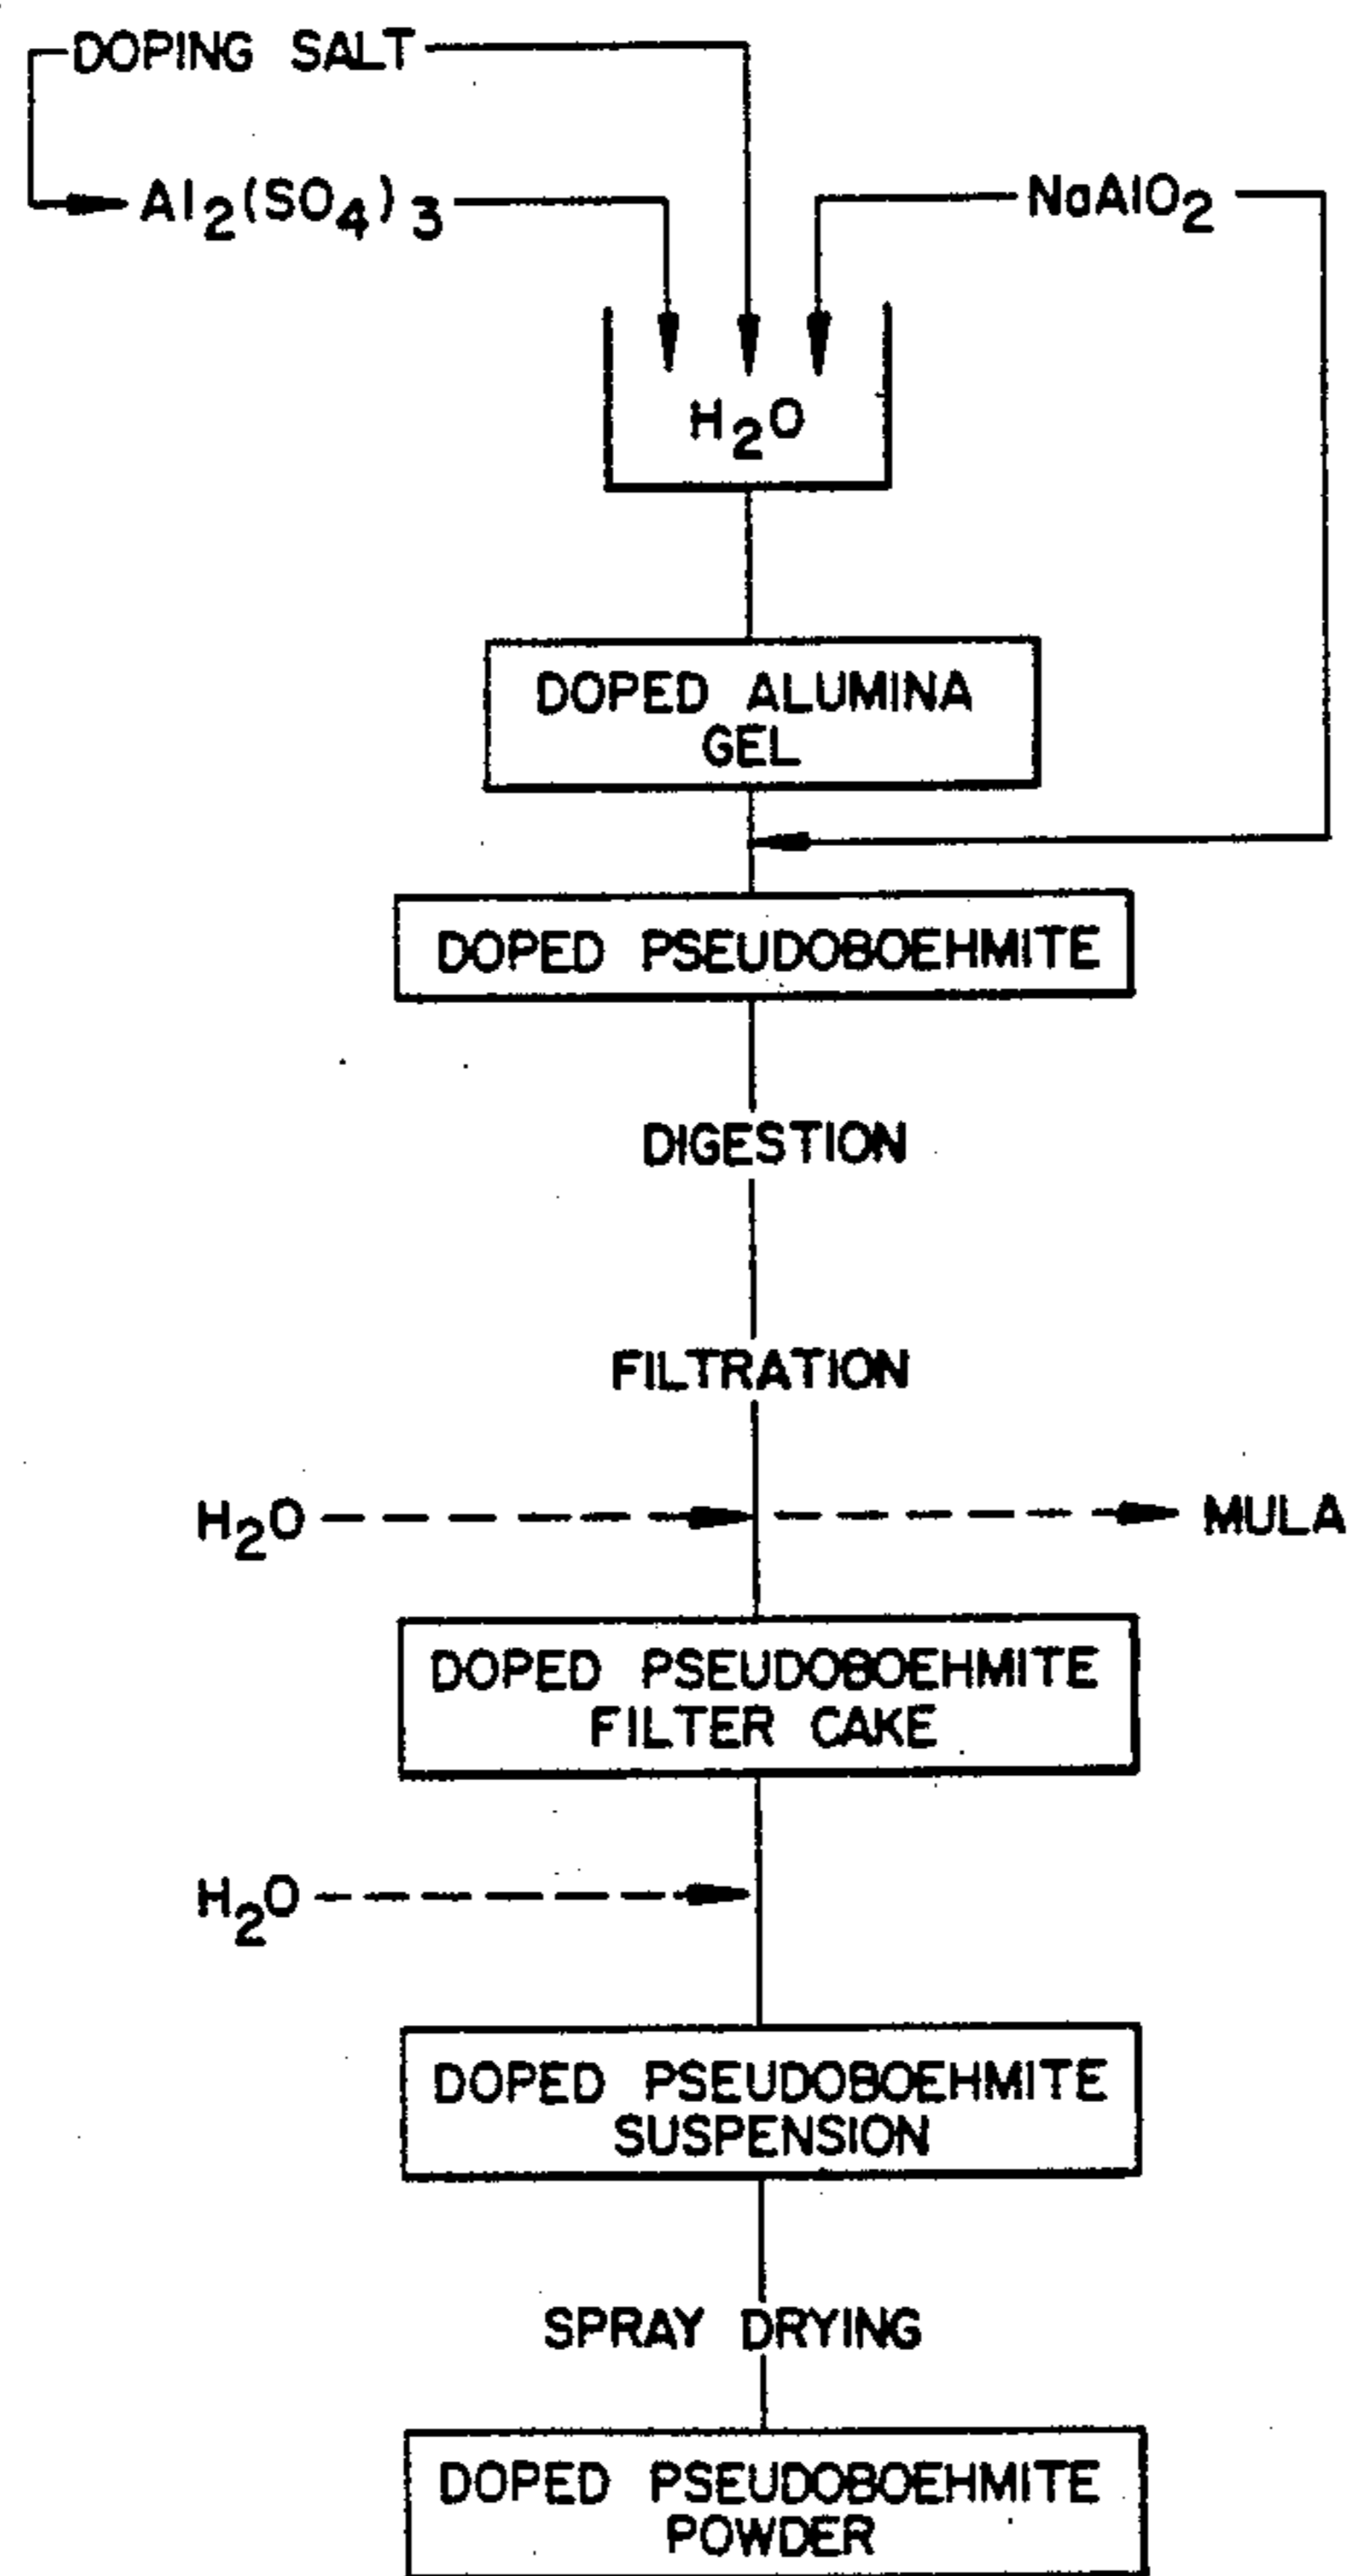 DOPING SALT
Al2(SO4)3
NaAlO2
H2O
DOPED ALUMINA
GEL
DOPED PSEUDOBOEHMITE
DIGESTION
FILTRATION
H2O
MULA
DOPED PSEUDOBOEHMITE
FILTER CAKE
H2O
DOPED PSEUDOBOEHMITE
SUSPENSION
SPRAY DRYING
DOPED PSEUDOBOEHMITE
POWDER